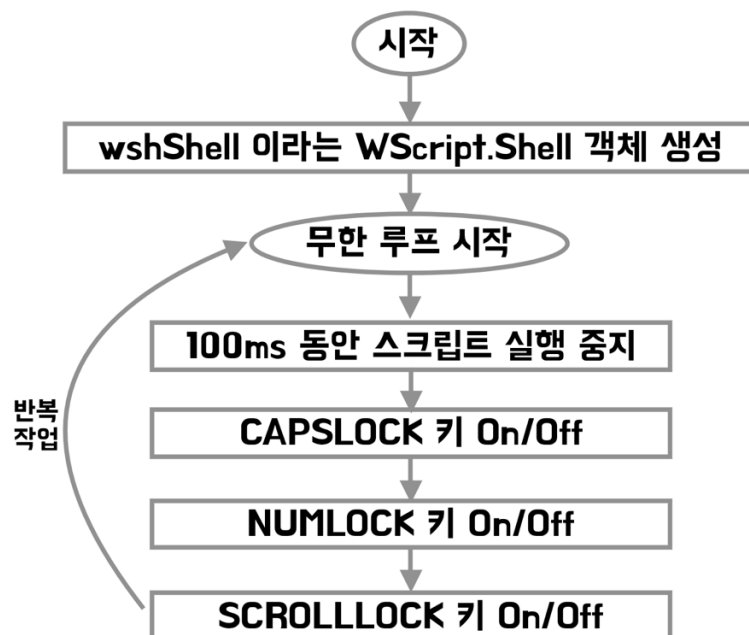 시작
wshShell 이라는 WScript.Shell 객체 생성
무한 루프 시작
100ms 동안 스크립트 실행 중지
반복
작업
CAPSLOCK 키 On/Off
NUMLOCK 키 On/Off
SCROLLLOCK 키 On/Off